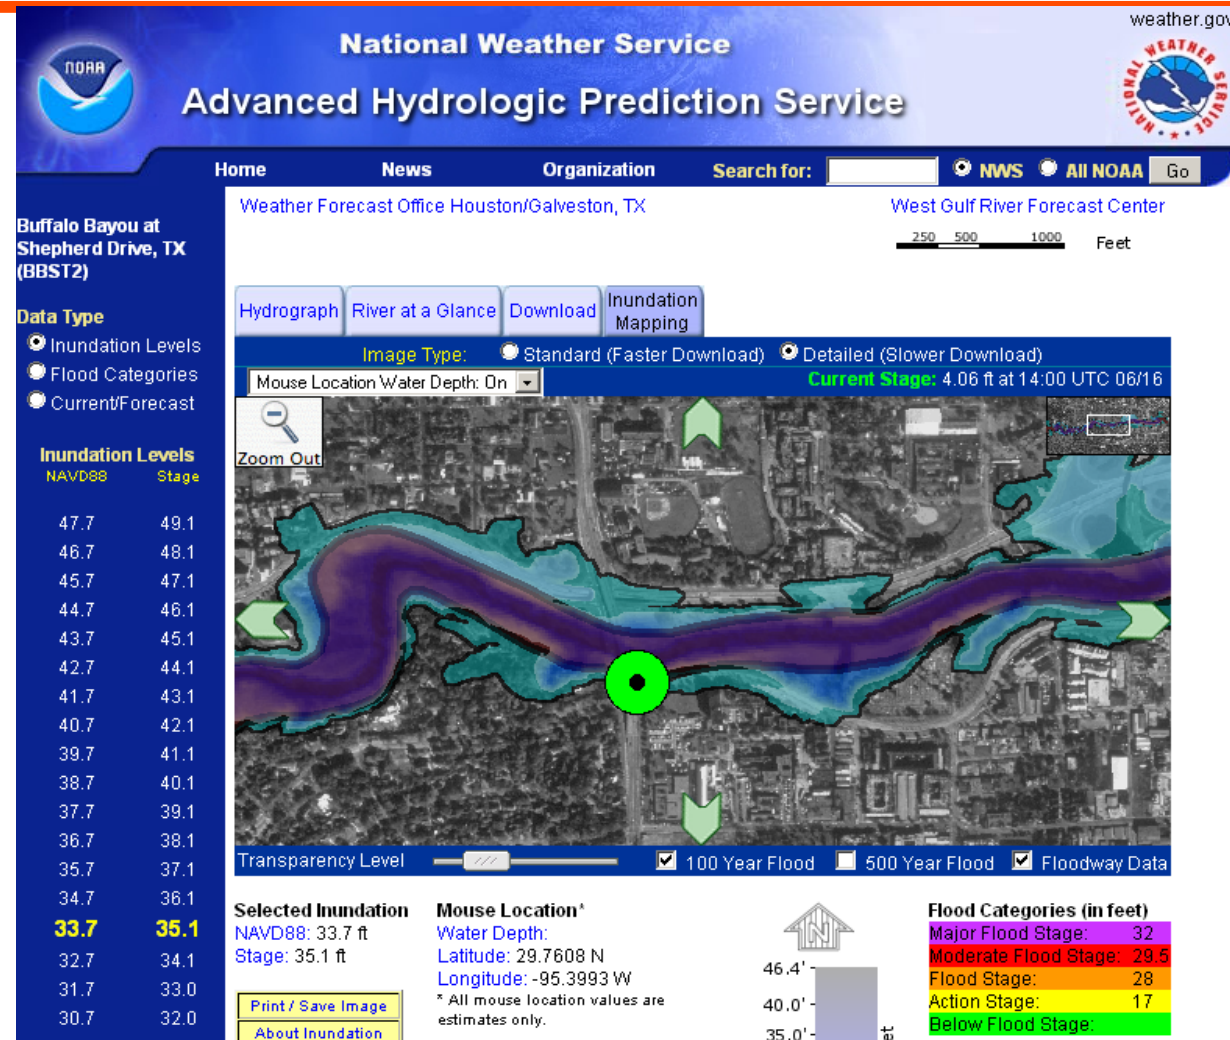 weather.gov
NOAA
National Weather Service
Advanced Hydrologic Prediction Service
NATIONAL WEATHER SERVICE
Home News Organization Search for: NWS All NOAA Go
Weather Forecast Office Houston/Galveston, TX West Gulf River Forecast Center
250 500 1000 Feet
Buffalo Bayou at
Shepherd Drive, TX
(BBST2)
Data Type
Inundation Levels
Flood Categories
Current/Forecast
Inundation Levels
NAVD88 Stage
47.7 49.1
46.7 48.1
45.7 47.1
44.7 46.1
43.7 45.1
42.7 44.1
41.7 43.1
40.7 42.1
39.7 41.1
38.7 40.1
37.7 39.1
36.7 38.1
35.7 37.1
34.7 36.1
33.7 35.1
32.7 34.1
31.7 33.0
30.7 32.0
Hydrograph River at a Glance Download Inundation
Mapping
Image Type: Standard (Faster Download) Detailed (Slower Download)
Mouse Location Water Depth: On Current Stage: 4.06 ft at 14:00 UTC 06/16
Zoom Out
Transparency Level 100 Year Flood 500 Year Flood Floodway Data
Selected Inundation
NAVD88: 33.7 ft
Stage: 35.1 ft
Print / Save Image
About Inundation
Mouse Location*
Water Depth:
Latitude: 29.7608 N
Longitude: -95.3993 W
* All mouse location values are
estimates only.
N
46.4'
40.0'
35.0'
Flood Categories (in feet)
Major Flood Stage: 32
Moderate Flood Stage: 29.5
Flood Stage: 28
Action Stage: 17
Below Flood Stage: